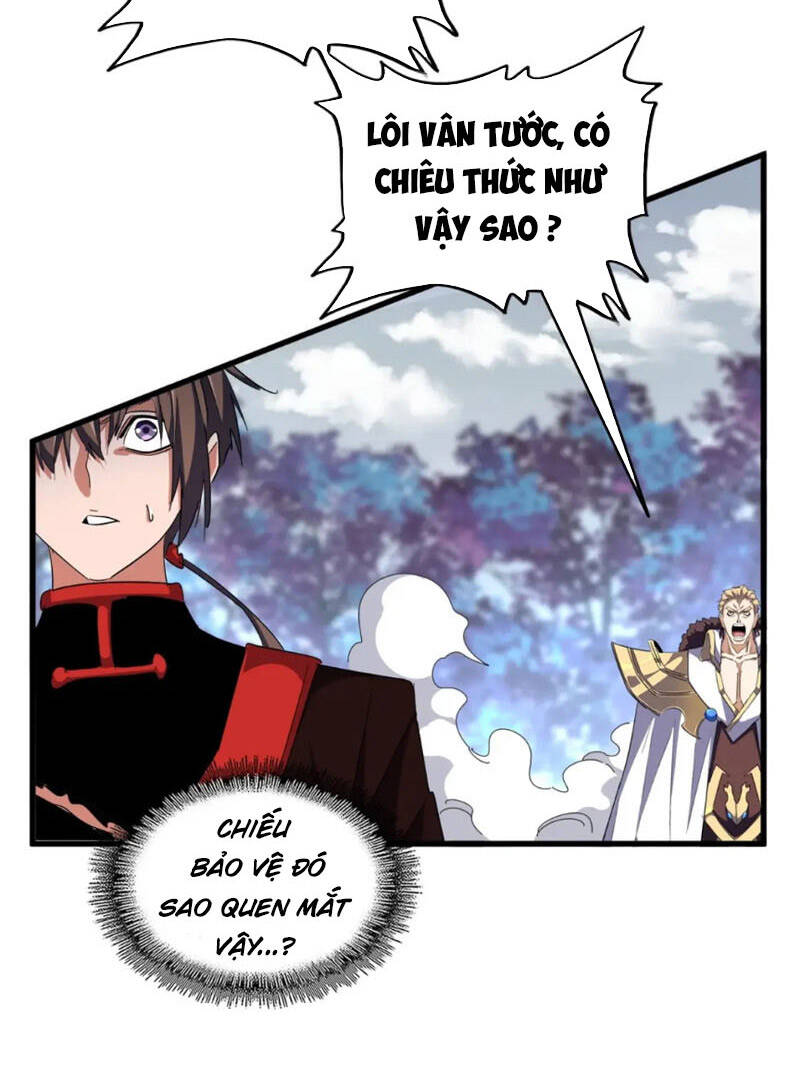 LÔI VÂN TƯỚC, CÓ
CHIÊU THỨC NHƯ
VẬY SAO ?
CHIẾU
BẢO VỆ ĐÓ
SAO QUEN MẮT
VẬY...?